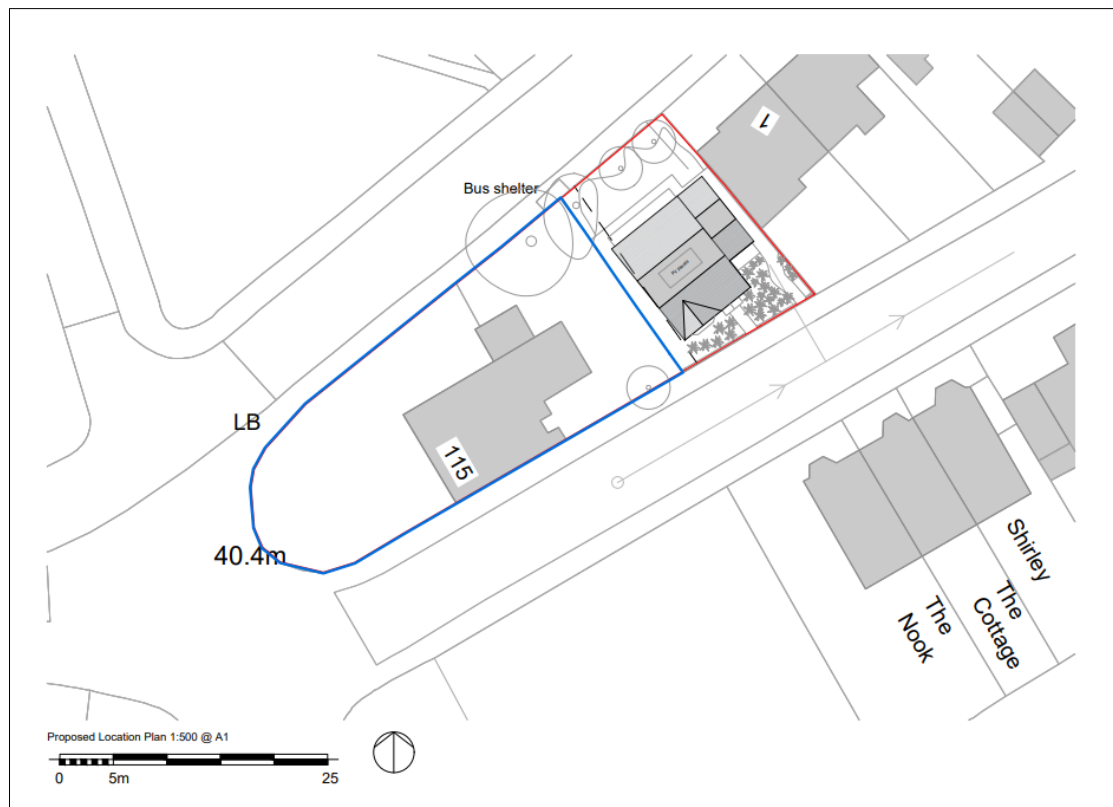 1
Bus shelter
LB
115
40.4m
Shirley
The
Cottage
The
Nook
Proposed Location Plan 1:500 @ A1
0 5m 25